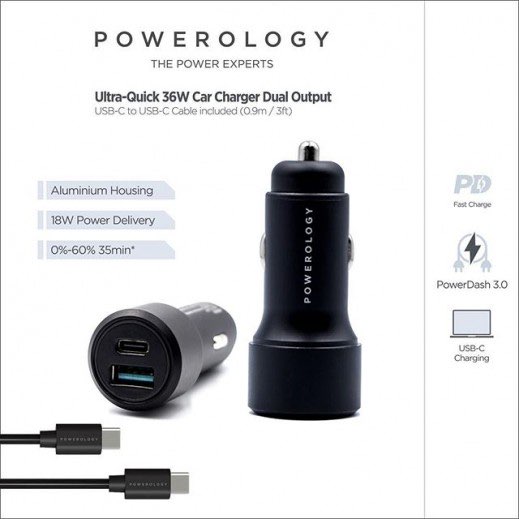 POWEROLOGY
THE POWER EXPERTS
Ultra-Quick 36W Car Charger Dual Output
USB-C to USB-C Cable included (0.9m / 3ft)
Aluminium Housing
18W Power Delivery
0%-60% 35min*
POWEROLOGY
PD
Fast Charge
PowerDash 3.0
USB-C
Charging
POWEROLOGY
POWEROLOGY